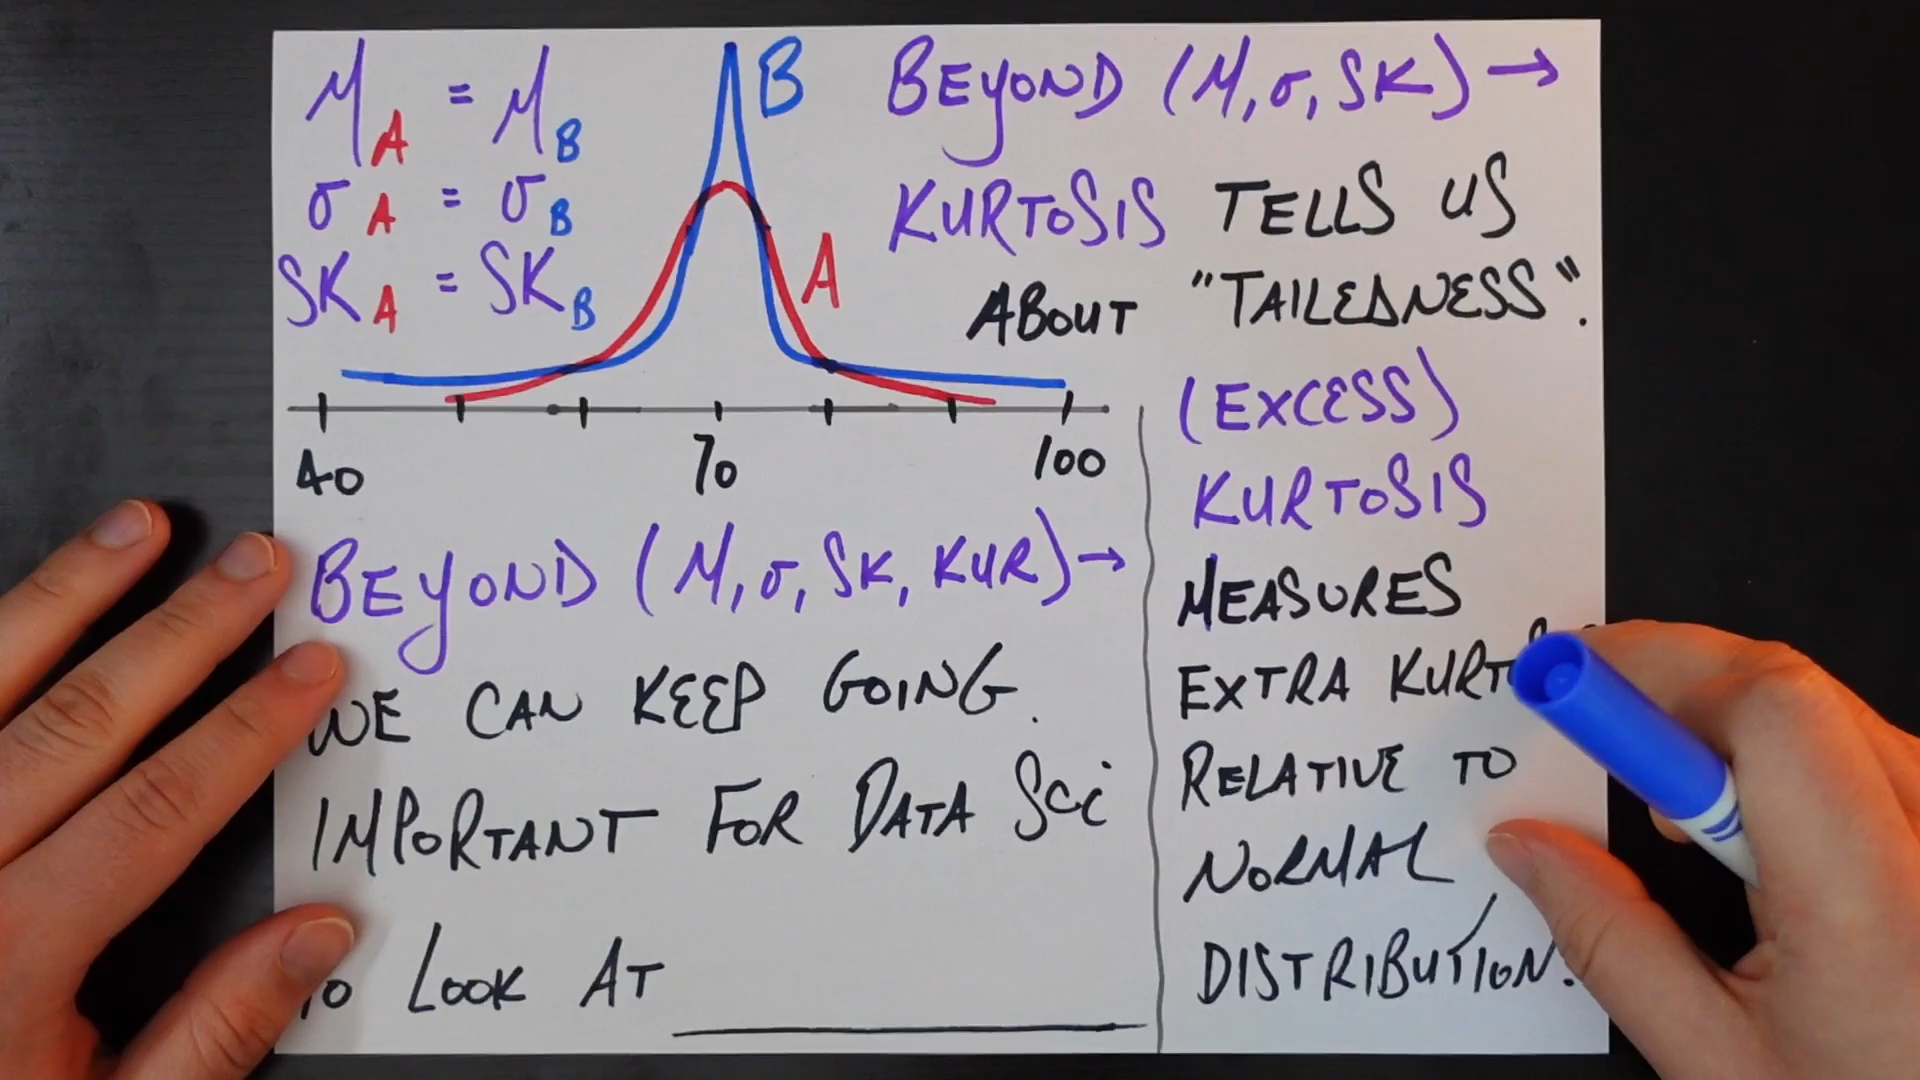 μA = μB
σA = σB
SKA = SKB
B
A
40 70 100
BEYOND (μ, σ, SK) →
KURTOSIS TELLS US
ABOUT "TAILEDNESS".
BEYOND (μ, σ, SK, KUR) →
WE CAN KEEP GOING.
IMPORTANT FOR DATA SCI
TO LOOK AT
(EXCESS)
KURTOSIS
MEASURES
EXTRA
RELATIVE TO
NORMAL
DISTRIBUTION.